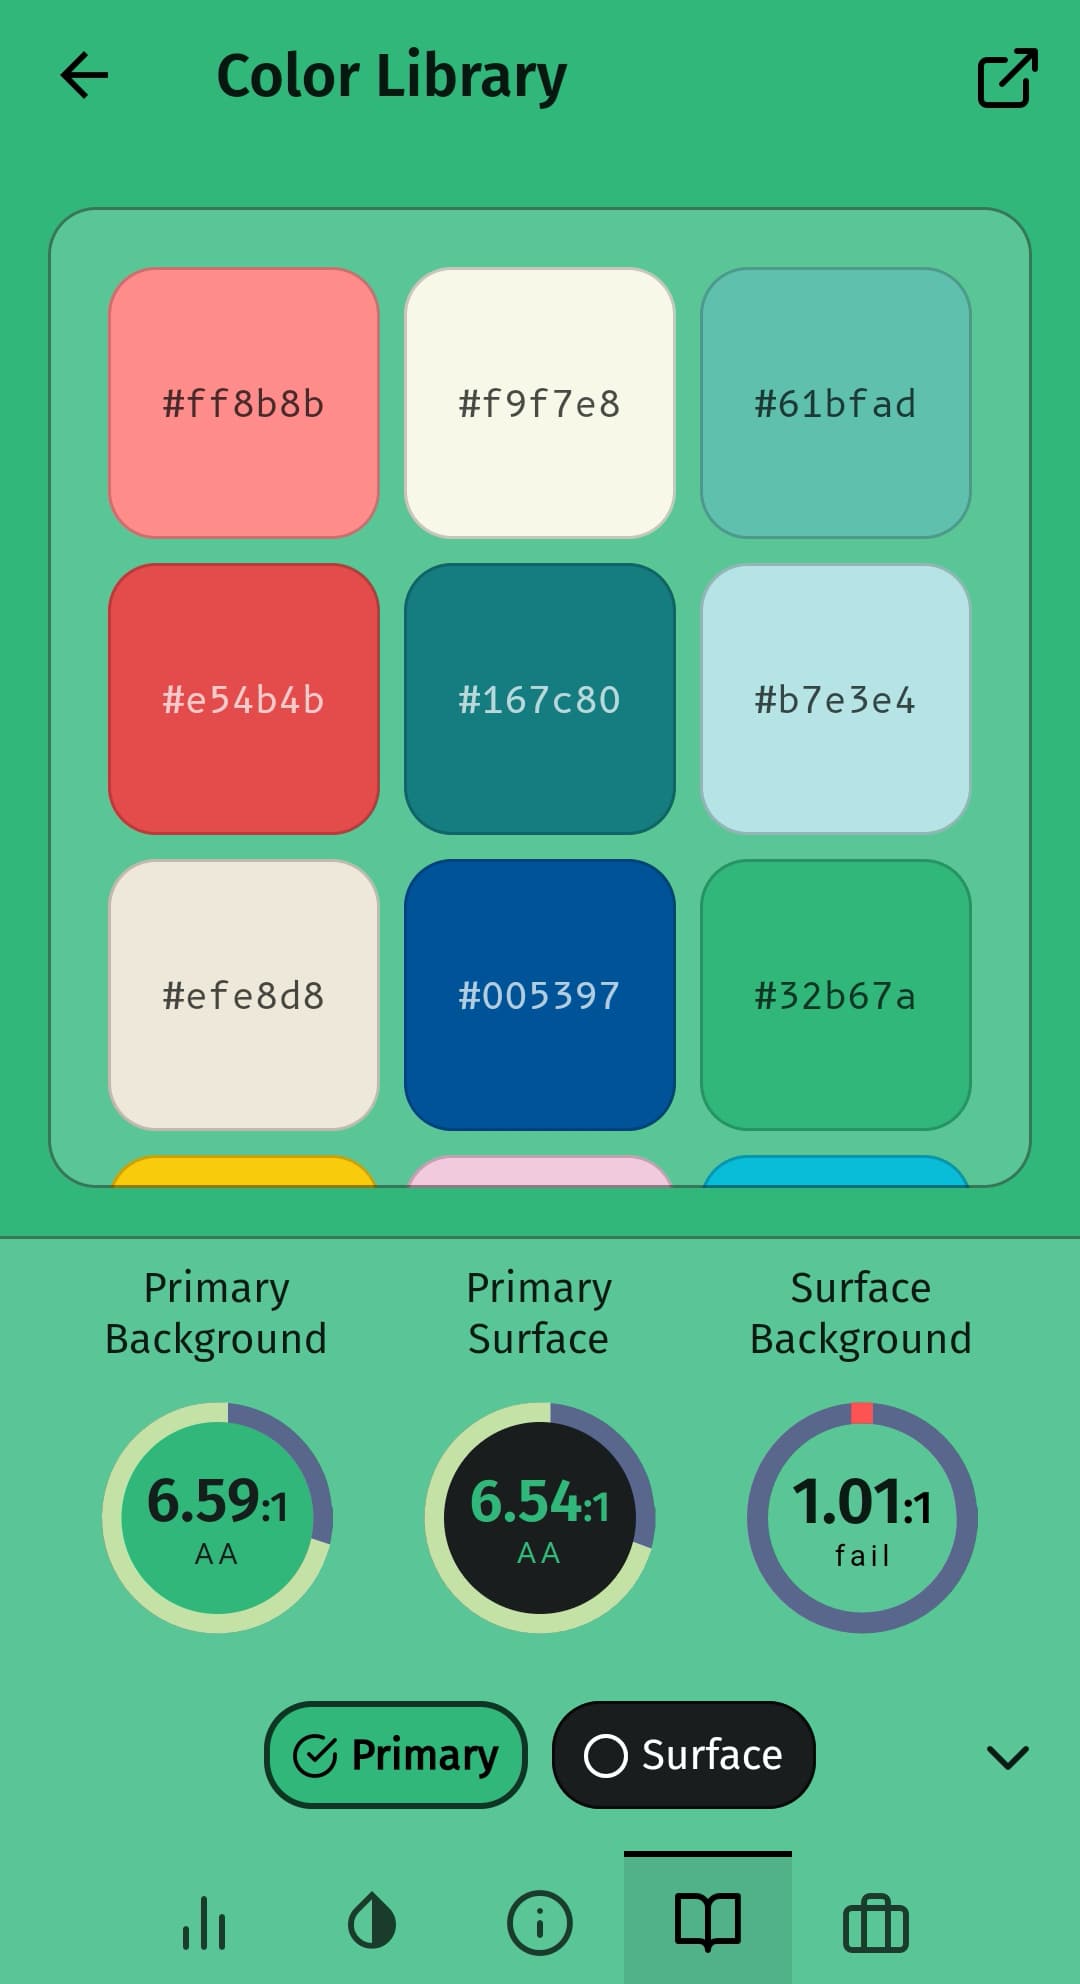 Color Library
#ff8b8b
#f9f7e8
#61bfad
#e54b4b
#167c80
#b7e3e4
#efe8d8
#005397
#32b67a
Primary
Background
Primary
Surface
Surface
Background
6.59:1
AA
6.54:1
AA
1.01:1
fail
Primary
Surface